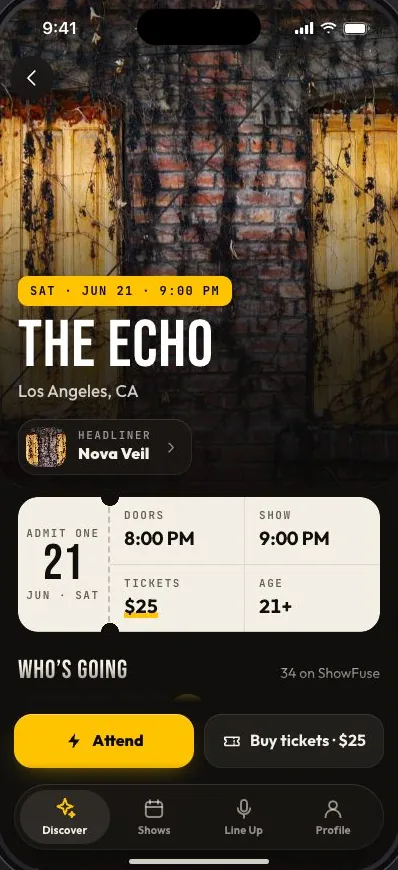 9:41
SAT · JUN 21 · 9:00 PM
THE ECHO
Los Angeles, CA
HEADLINER
Nova Veil
ADMIT ONE
21
JUN · SAT
DOORS
8:00 PM
SHOW
9:00 PM
TICKETS
$25
AGE
21+
WHO'S GOING
34 on ShowFuse
Attend
Buy tickets · $25
Discover
Shows
Line Up
Profile